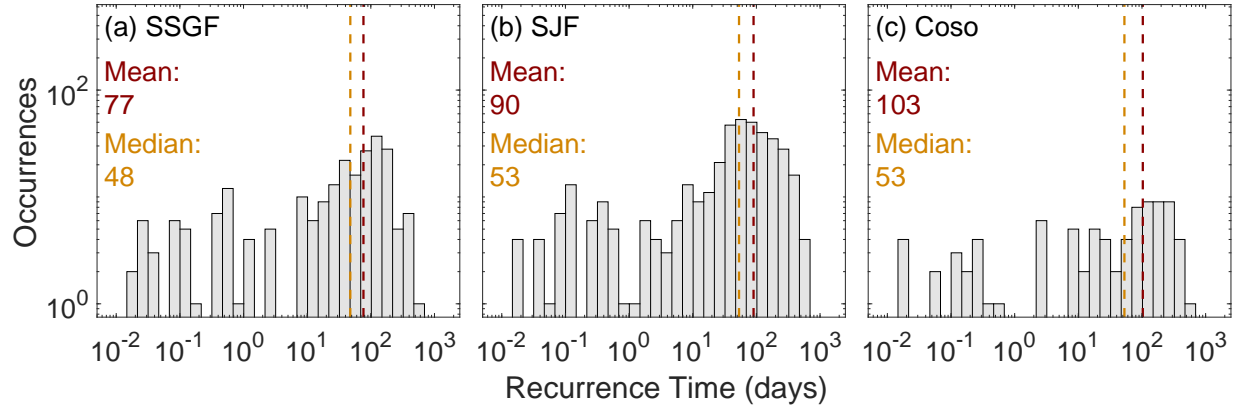 (a) SSGF
Mean:
77
Median:
48
(b) SJF
Mean:
90
Median:
53
(c) Coso
Mean:
103
Median:
53
Occurrences
10^2
10^0
10^-2 10^-1 10^0 10^1 10^2 10^3
10^-2 10^-1 10^0 10^1 10^2 10^3
10^-2 10^-1 10^0 10^1 10^2 10^3
Recurrence Time (days)